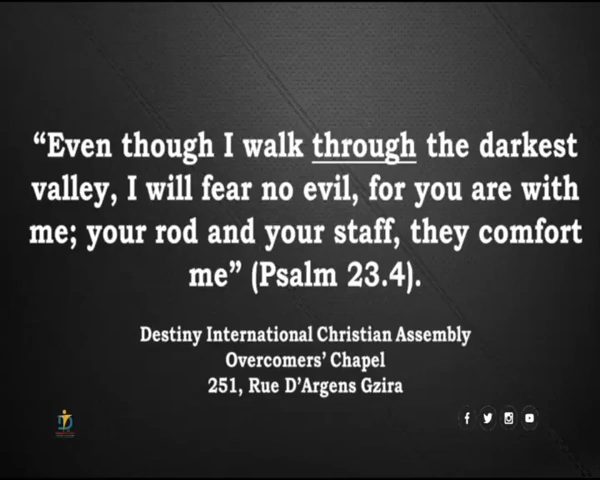 “Even though I walk through the darkest
valley, I will fear no evil, for you are with
me; your rod and your staff, they comfort
me” (Psalm 23.4).
Destiny International Christian Assembly
Overcomers’ Chapel
251, Rue D’Argens Gzira